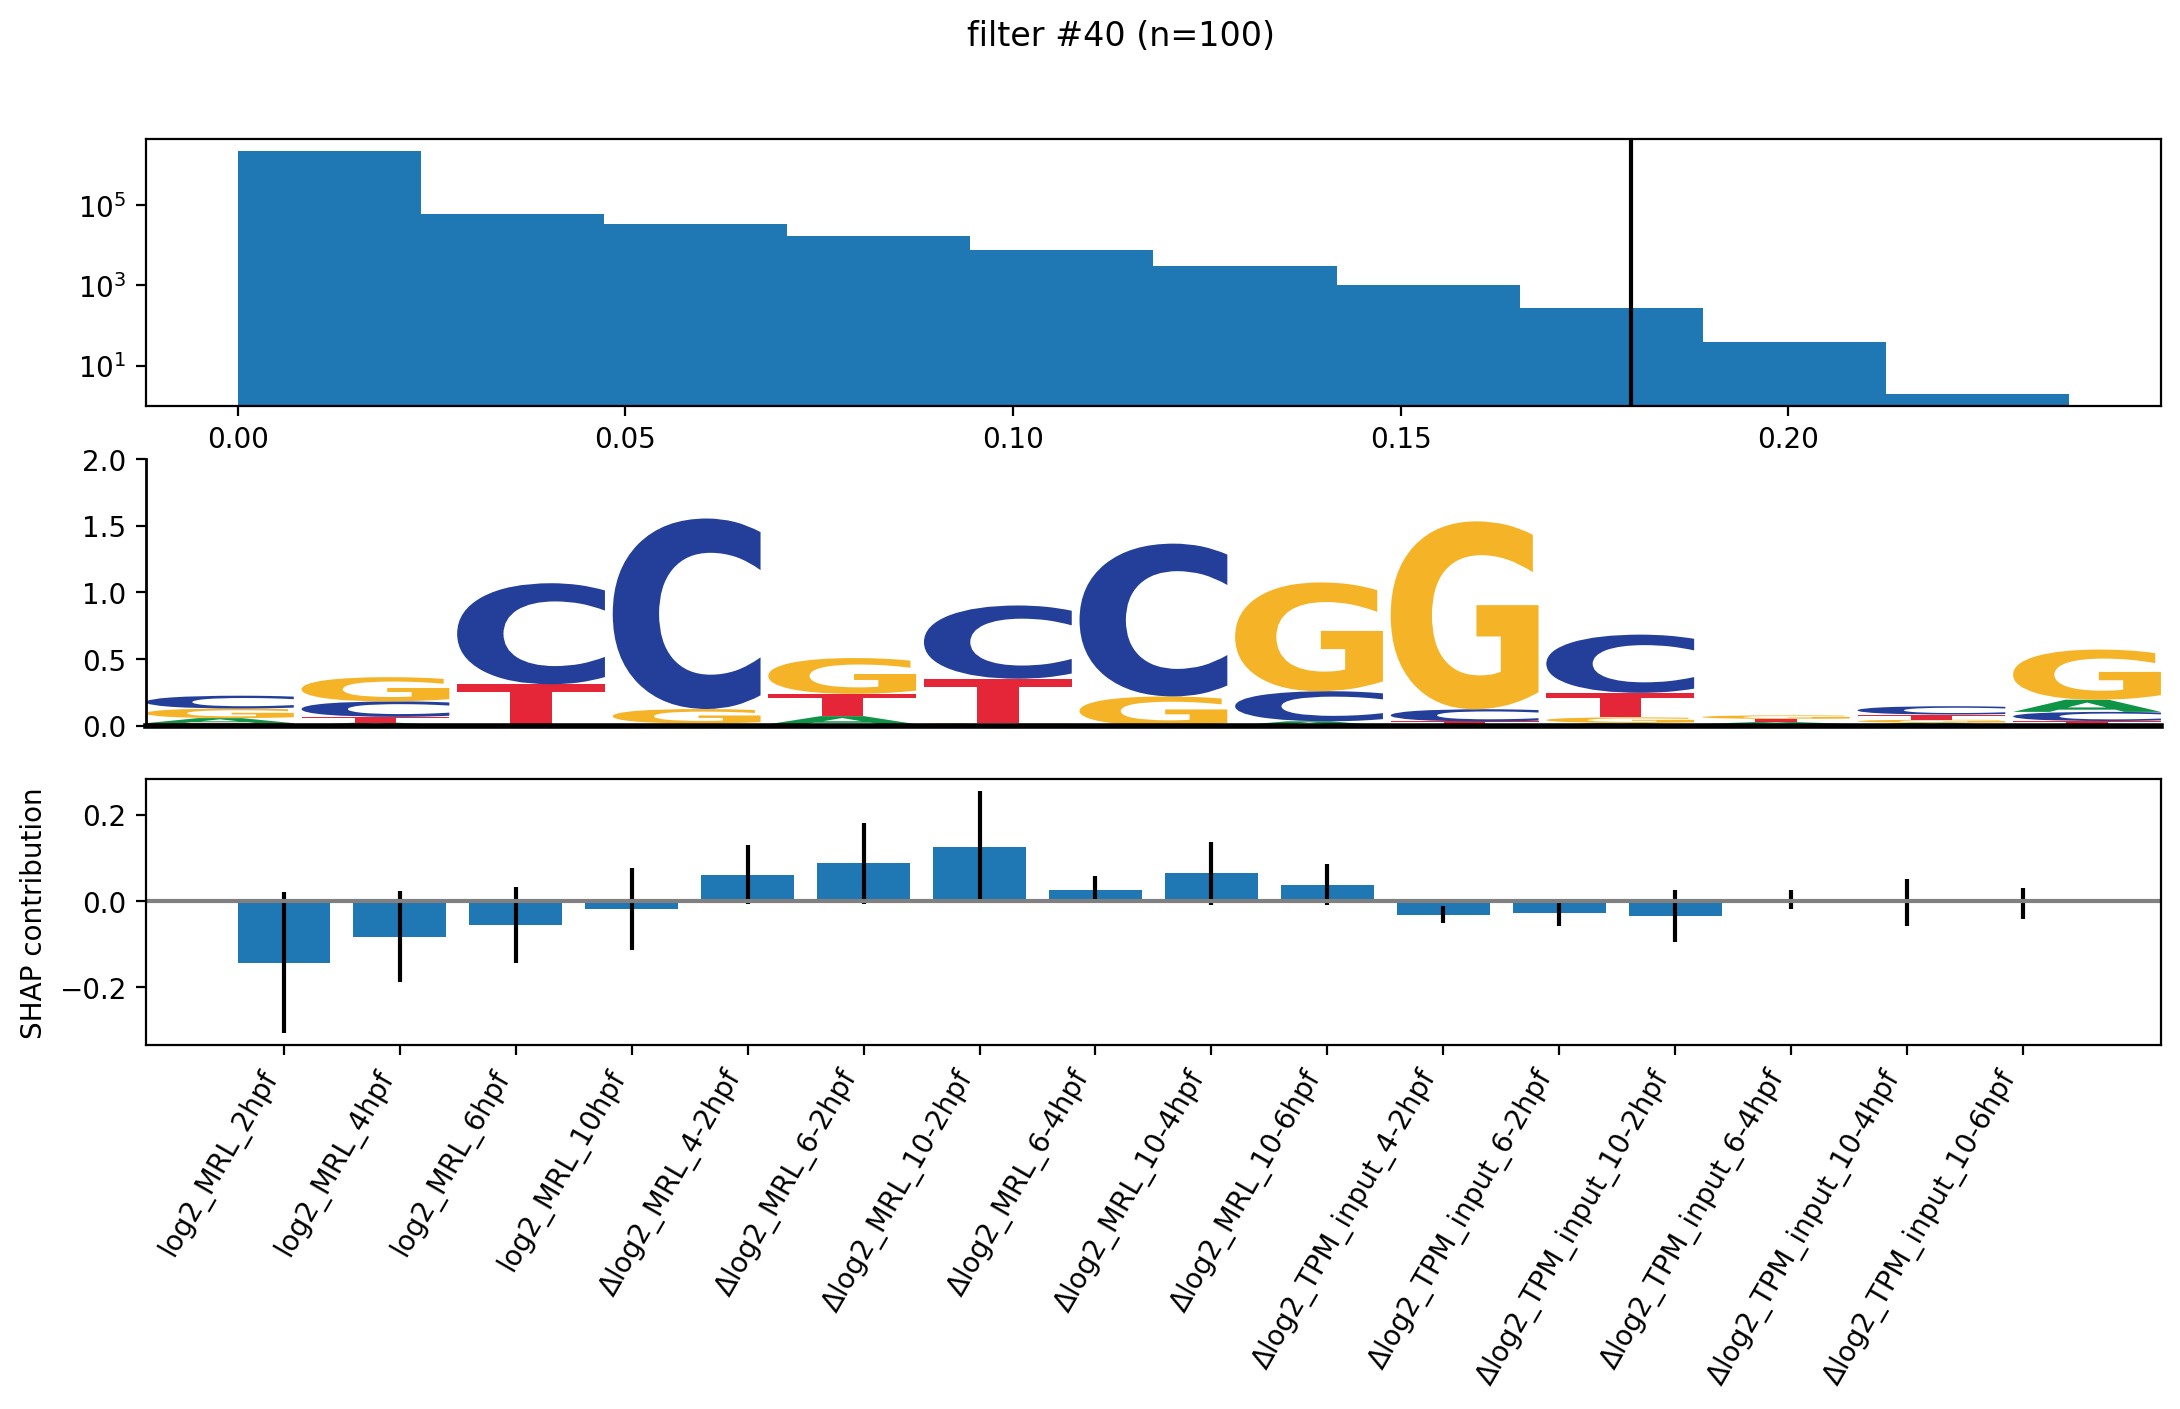 filter #40 (n=100)
10^5
10^3
10^1
0.00 0.05 0.10 0.15 0.20
2.0
1.5
1.0
0.5
0.0
SHAP contribution
0.2
0.0
−0.2
log2_MRL_2hpf
log2_MRL_4hpf
log2_MRL_6hpf
log2_MRL_10hpf
Δlog2_MRL_4-2hpf
Δlog2_MRL_6-2hpf
Δlog2_MRL_10-2hpf
Δlog2_MRL_6-4hpf
Δlog2_MRL_10-4hpf
Δlog2_MRL_10-6hpf
Δlog2_TPM_input_4-2hpf
Δlog2_TPM_input_6-2hpf
Δlog2_TPM_input_10-2hpf
Δlog2_TPM_input_6-4hpf
Δlog2_TPM_input_10-4hpf
Δlog2_TPM_input_10-6hpf